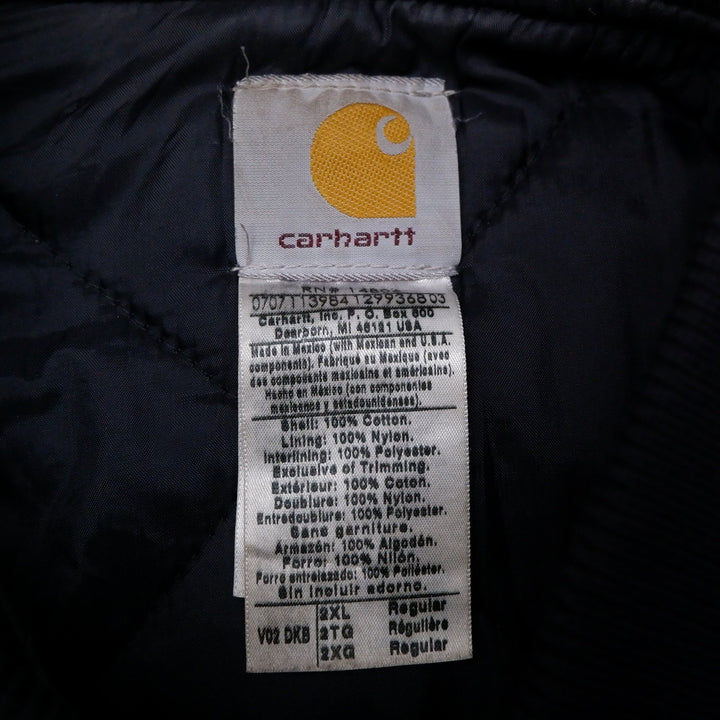 carhartt
RN#
Carhartt, Inc. P. O. Box 600
Dearborn, MI 48121 USA
Made in Mexico (with Mexican and U.S.A.
components). Fabriqué au Mexique (avec
des composants mexicains et américains).
Hecho en México (con componentes
mexicanos y estadounidenses).
Shell: 100% Cotton.
Lining: 100% Nylon.
Interlining: 100% Polyester.
Exclusive of Trimming.
Extérieur: 100% Coton.
Doublure: 100% Nylon.
Entredoublure: 100% Polyester.
Sans garniture.
Armazón: 100% Algodón.
Forro: 100% Nilón.
Forro entrelazado: 100% Poliéster.
Sin incluir adorno.
2XL Regular
V02 DKB 2TG Régulière
2XG Regular